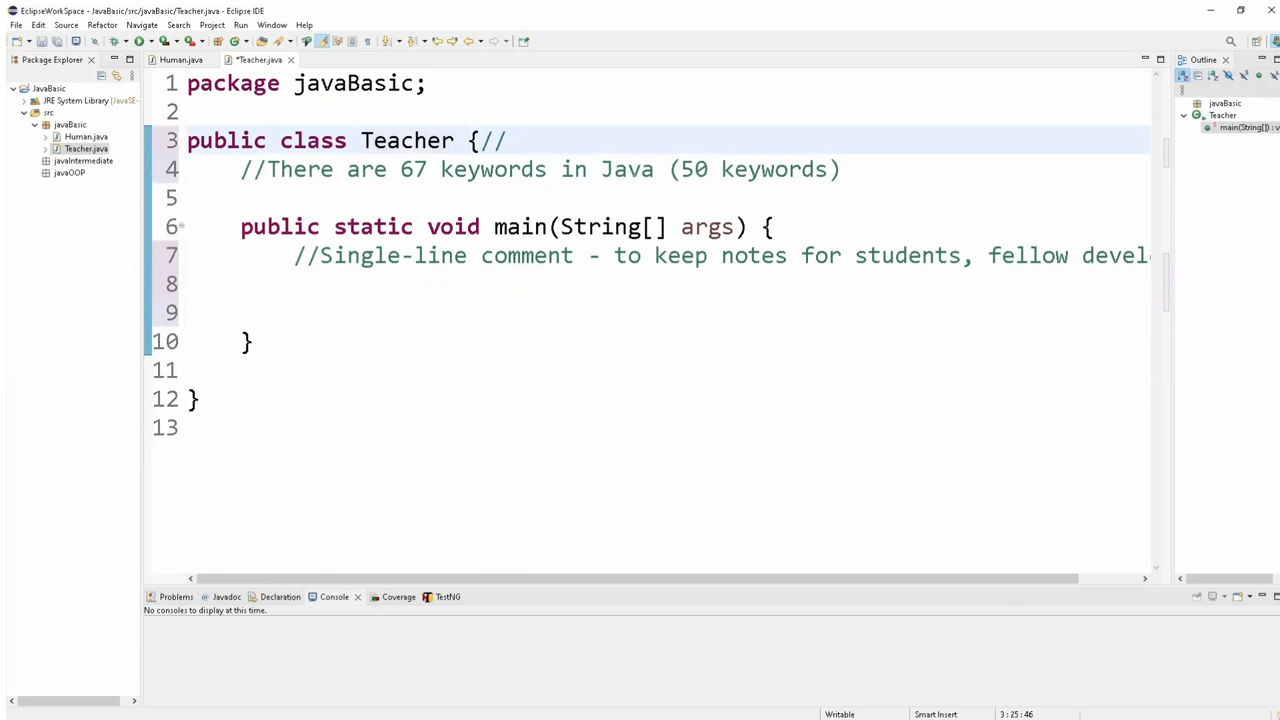 EclipseWorkSpace - JavaBasic/src/javaBasic/Teacher.java - Eclipse IDE
File Edit Source Refactor Navigate Search Project Run Window Help
Package Explorer
Human.java *Teacher.java
Outline
JavaBasic
JRE System Library [JavaSE-
src
javaBasic
Human.java
Teacher.java
javaIntermediate
javaOOP
1 package javaBasic;
2
3 public class Teacher {//
4 //There are 67 keywords in Java (50 keywords)
5
6 public static void main(String[] args) {
7 //Single-line comment - to keep notes for students, fellow devel
8
9
10 }
11
12 }
13
javaBasic
Teacher
main(String[]) : v
Problems Javadoc Declaration Console Coverage TestNG
No consoles to display at this time.
Writable Smart Insert 3 : 25 : 46